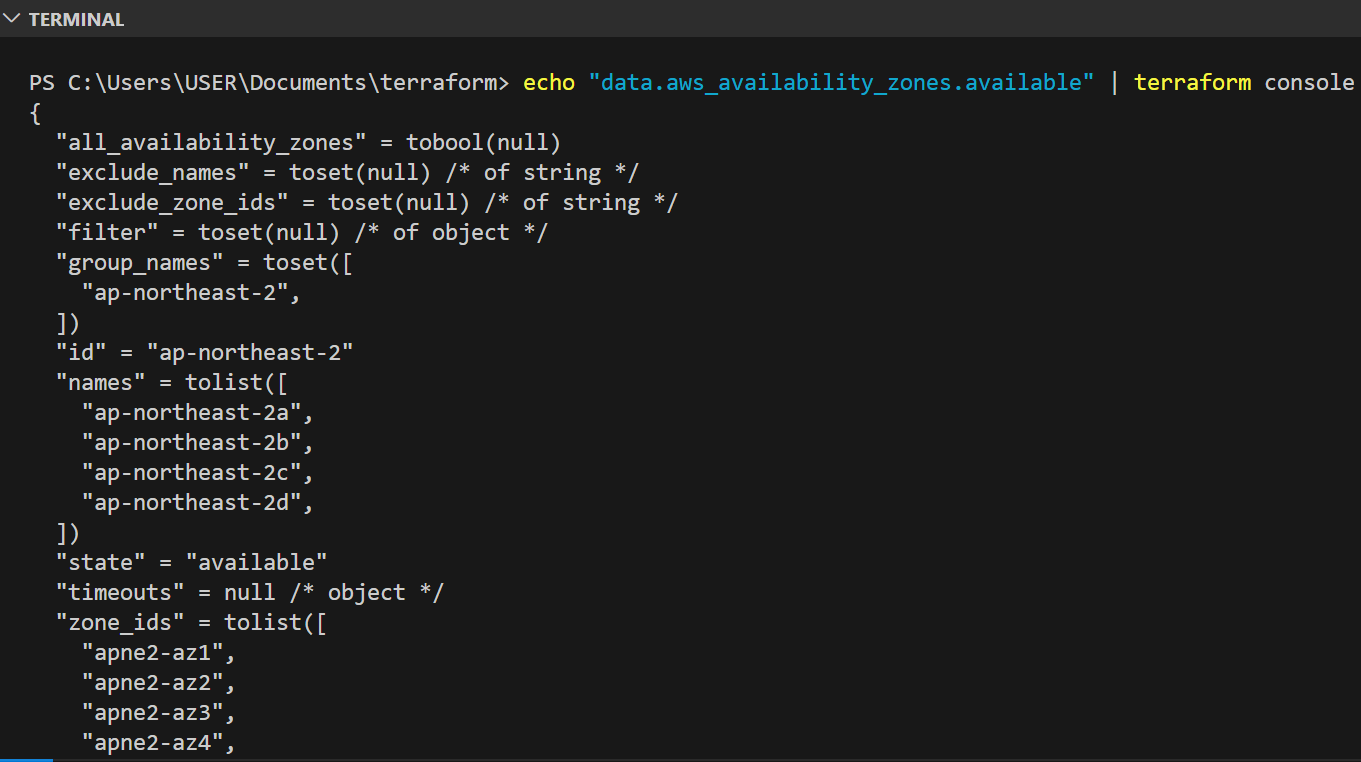 TERMINAL
PS C:\Users\USER\Documents\terraform> echo "data.aws_availability_zones.available" | terraform console
{
  "all_availability_zones" = tobool(null)
  "exclude_names" = toset(null) /* of string */
  "exclude_zone_ids" = toset(null) /* of string */
  "filter" = toset(null) /* of object */
  "group_names" = toset([
    "ap-northeast-2",
  ])
  "id" = "ap-northeast-2"
  "names" = tolist([
    "ap-northeast-2a",
    "ap-northeast-2b",
    "ap-northeast-2c",
    "ap-northeast-2d",
  ])
  "state" = "available"
  "timeouts" = null /* object */
  "zone_ids" = tolist([
    "apne2-az1",
    "apne2-az2",
    "apne2-az3",
    "apne2-az4",